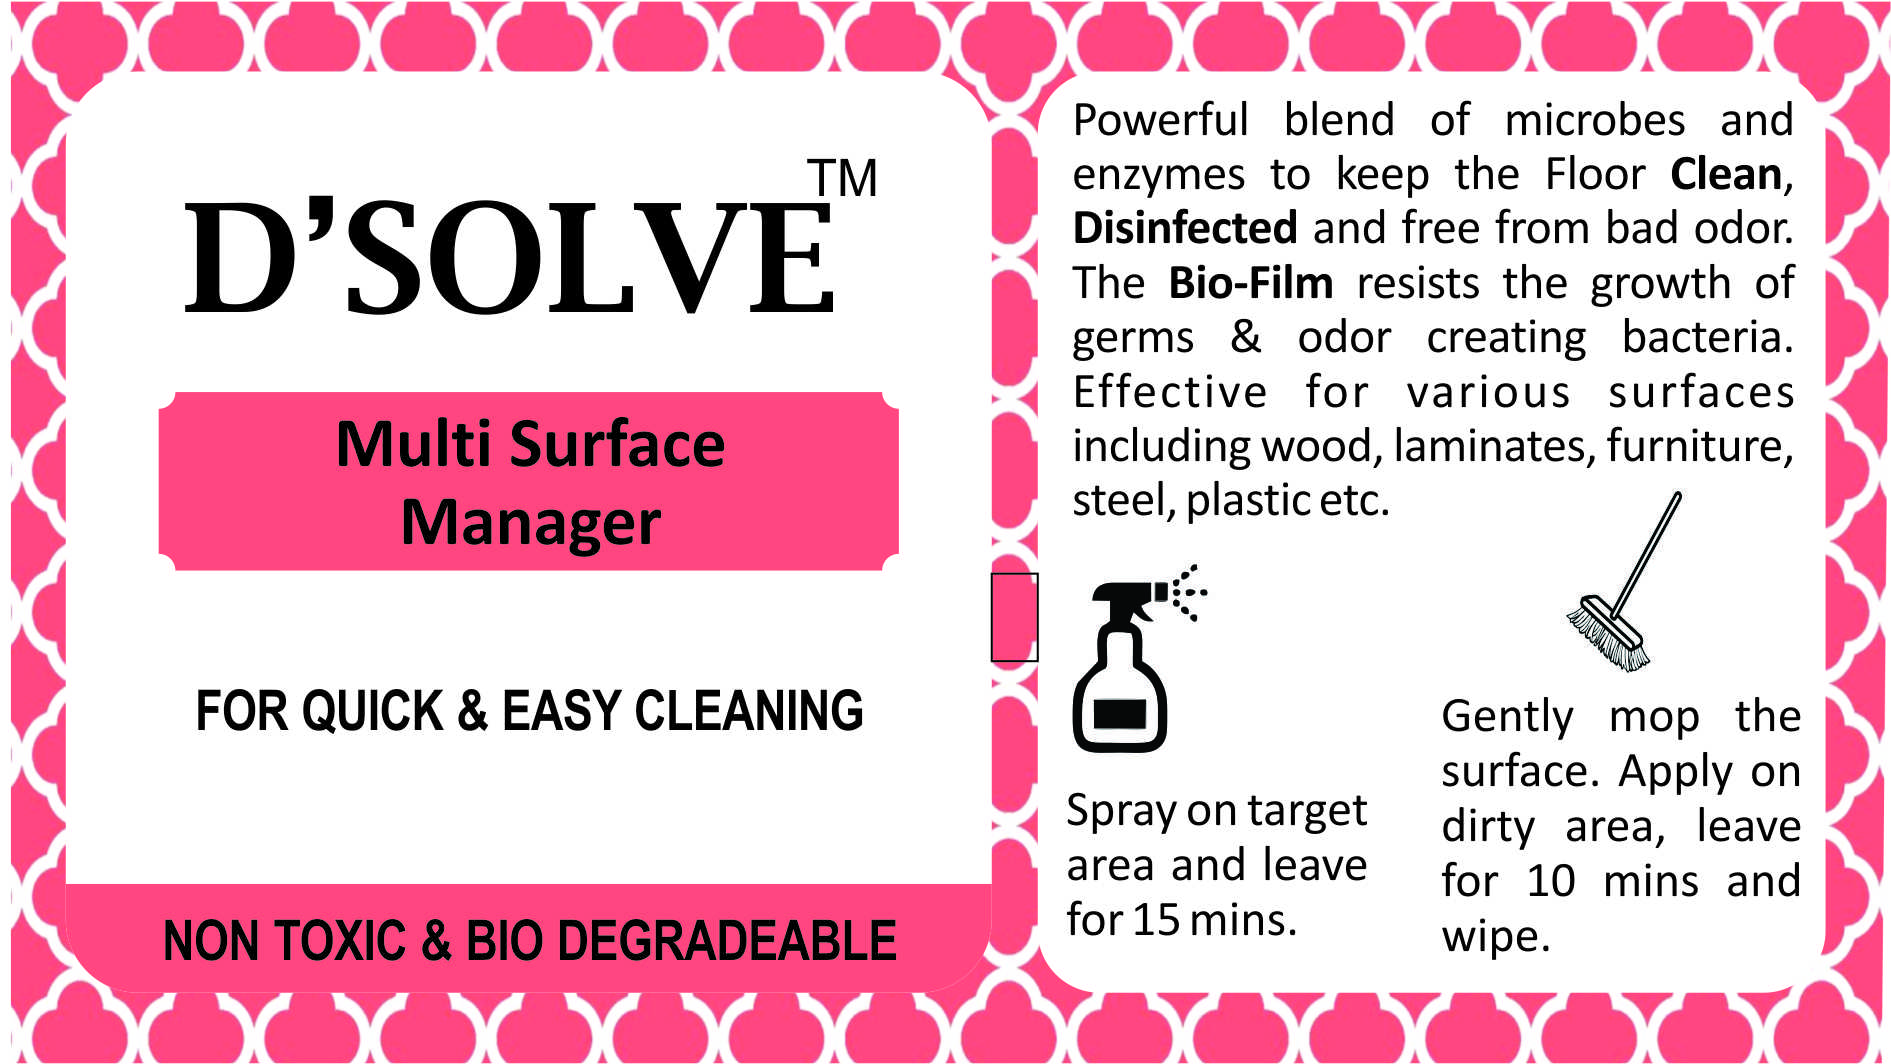 D'SOLVE™
Multi Surface
Manager
FOR QUICK & EASY CLEANING
NON TOXIC & BIO DEGRADEABLE
Powerful blend of microbes and
enzymes to keep the Floor Clean,
Disinfected and free from bad odor.
The Bio-Film resists the growth of
germs & odor creating bacteria.
Effective for various surfaces
including wood, laminates, furniture,
steel, plastic etc.
Spray on target
area and leave
for 15 mins.
Gently mop the
surface. Apply on
dirty area, leave
for 10 mins and
wipe.